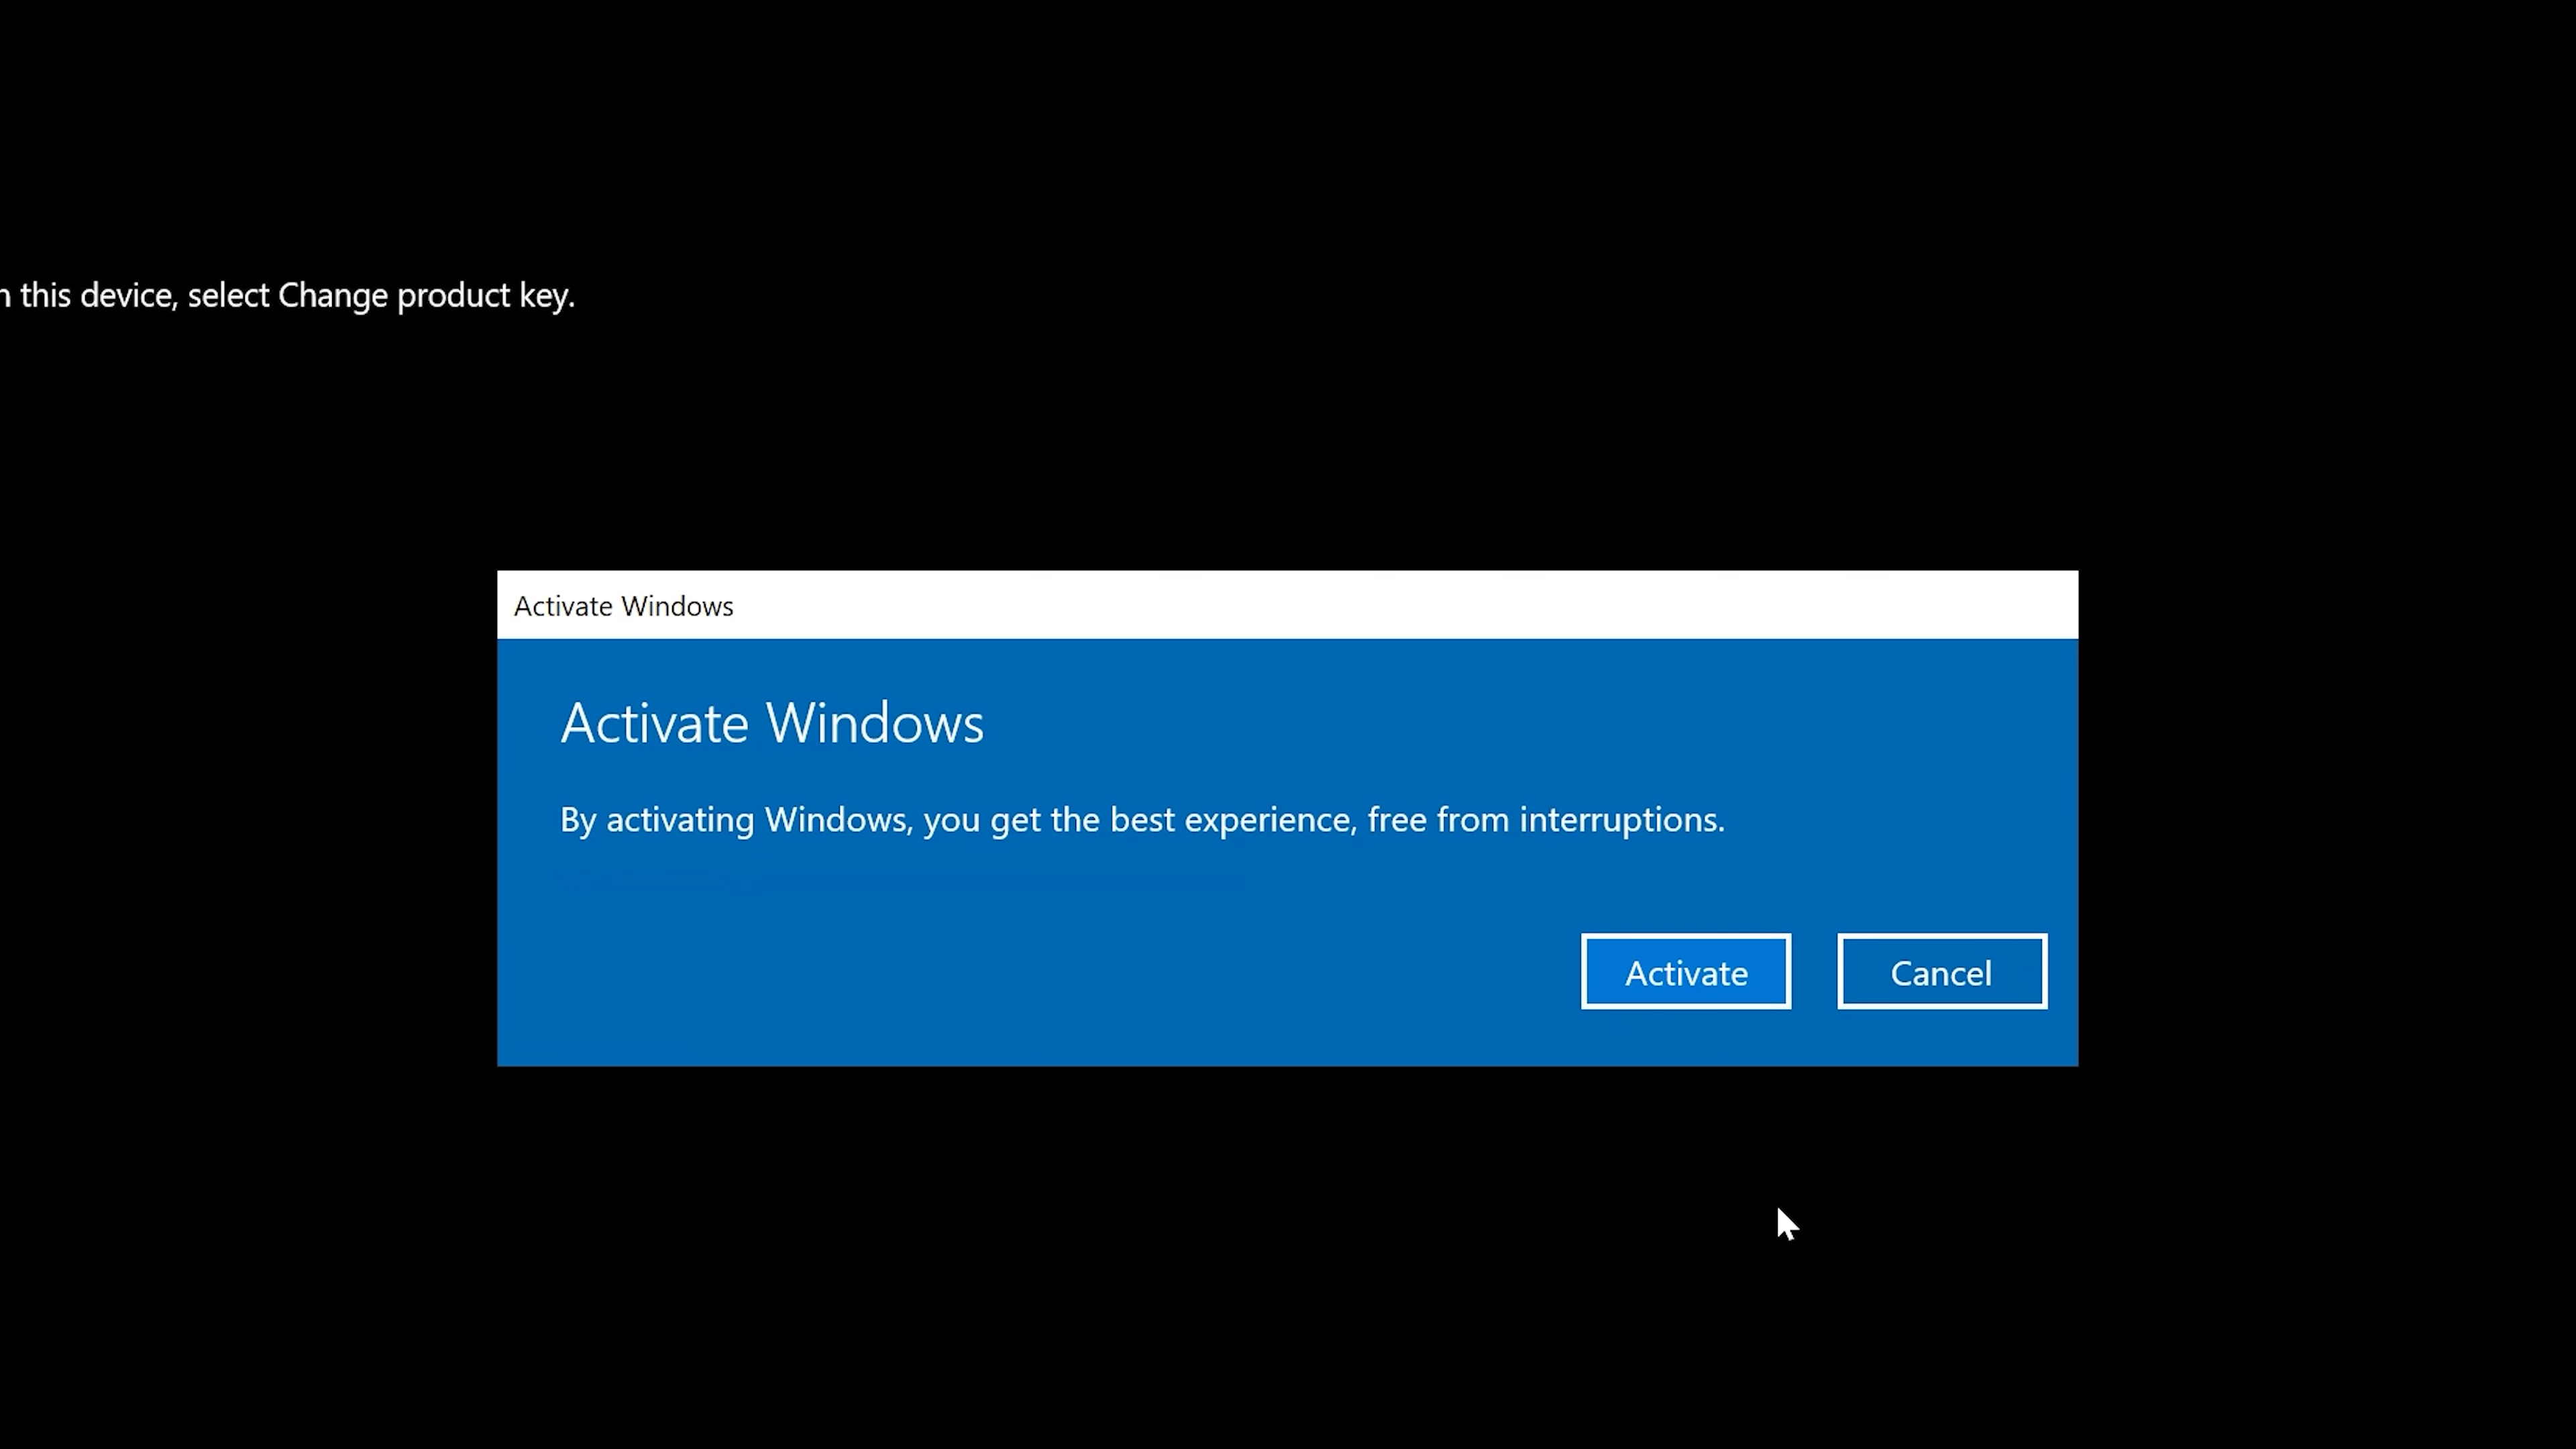 this device, select Change product key.
Activate Windows
Activate Windows
By activating Windows, you get the best experience, free from interruptions.
Activate Cancel